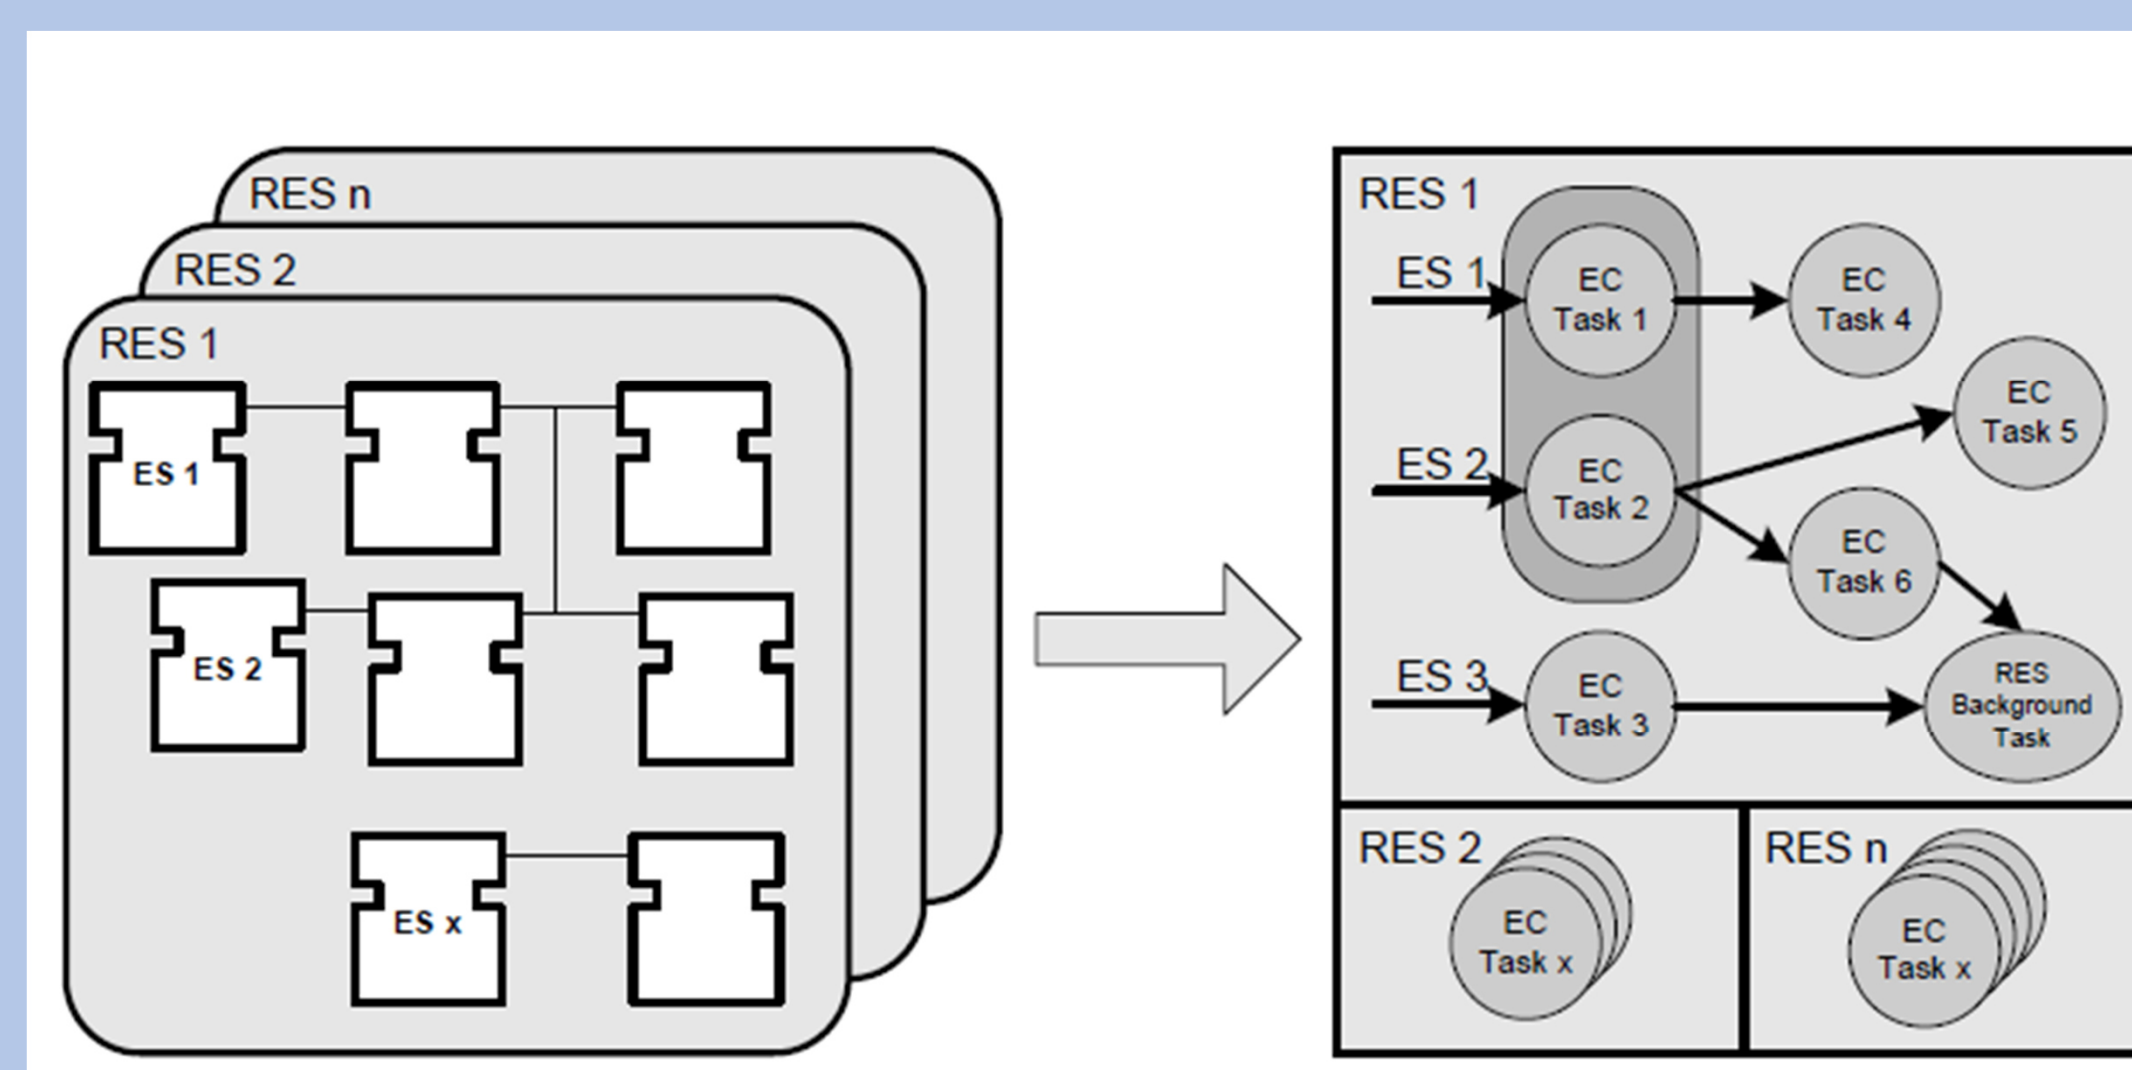 RES n
RES 2
RES 1
ES 1
ES 2
ES x
RES 1
ES 1
EC
Task 1
EC
Task 4
ES 2
EC
Task 2
EC
Task 5
EC
Task 6
ES 3
EC
Task 3
RES
Background
Task
RES 2
EC
Task x
RES n
EC
Task x